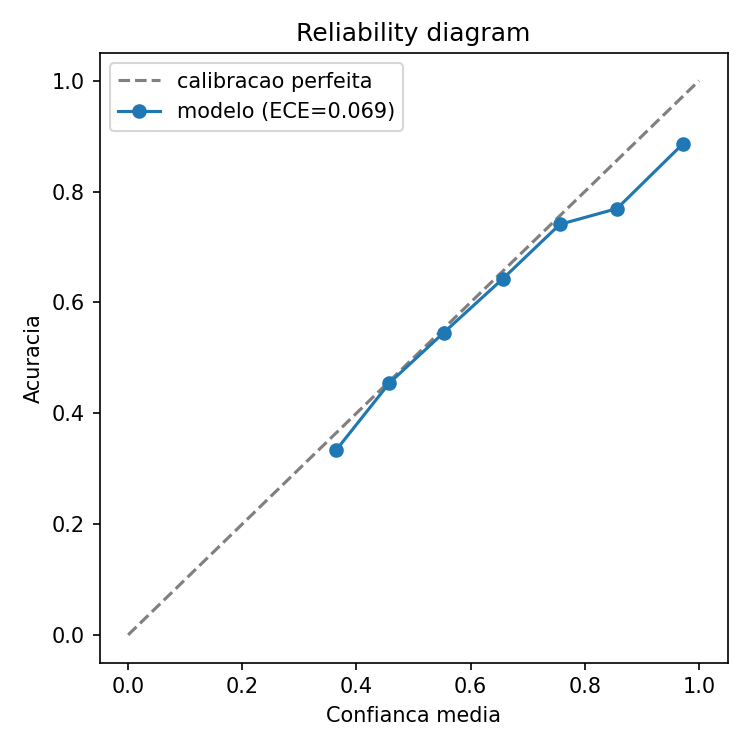 Reliability diagram
calibracao perfeita
modelo (ECE=0.069)
1.0
0.8
0.6
0.4
0.2
0.0
Acuracia
0.0 0.2 0.4 0.6 0.8 1.0
Confianca media